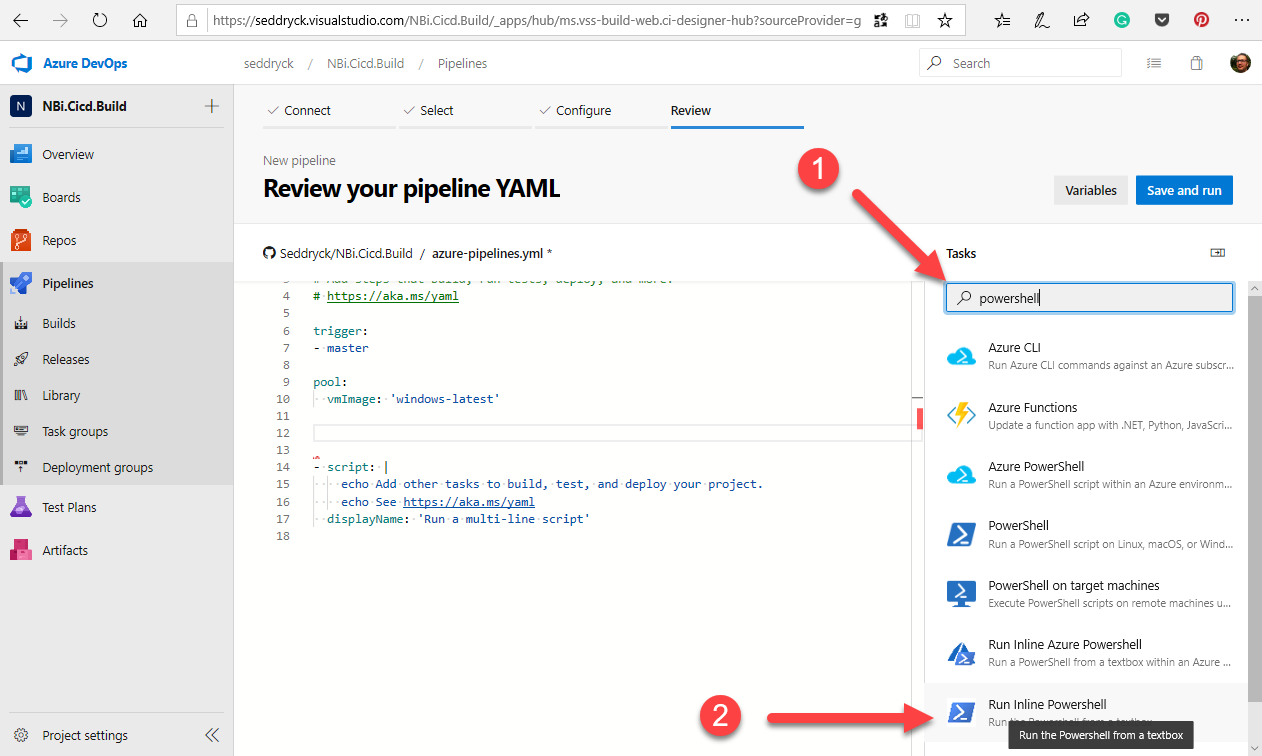 https://seddryck.visualstudio.com/NBi.Cicd.Build/_apps/hub/ms.vss-build-web.ci-designer-hub?sourceProvider=g
Azure DevOps
seddryck / NBi.Cicd.Build / Pipelines
Search
N NBi.Cicd.Build
Overview
Boards
Repos
Pipelines
Builds
Releases
Library
Task groups
Deployment groups
Test Plans
Artifacts
Project settings
Connect
Select
Configure
Review
New pipeline
Review your pipeline YAML
Variables
Save and run
1
Seddryck/NBi.Cicd.Build / azure-pipelines.yml *
3 # Add steps that build, run tests, deploy, and more:
4 # https://aka.ms/yaml
5
6 trigger:
7 - master
8
9 pool:
10 vmImage: 'windows-latest'
11
12
13
14 - script: |
15 echo Add other tasks to build, test, and deploy your project.
16 echo See https://aka.ms/yaml
17 displayName: 'Run a multi-line script'
18
Tasks
powershell
Azure CLI
Run Azure CLI commands against an Azure subscr...
Azure Functions
Update a function app with .NET, Python, JavaScri...
Azure PowerShell
Run a PowerShell script within an Azure environm...
PowerShell
Run a PowerShell script on Linux, macOS, or Wind...
PowerShell on target machines
Execute PowerShell scripts on remote machines u...
Run Inline Azure Powershell
Run a PowerShell from a textbox within an Azure ...
2
Run Inline Powershell
Run the Powershell from a textbox
Run the Powershell from a textbox